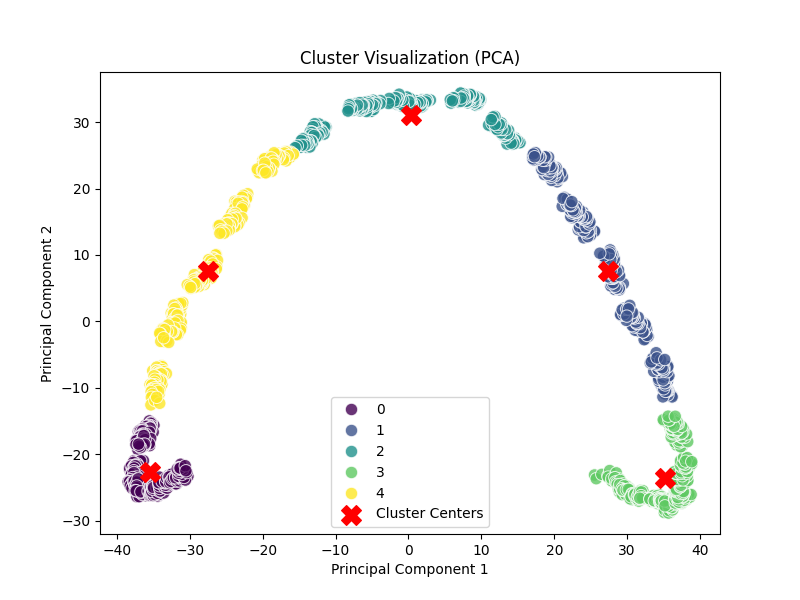 Cluster Visualization (PCA)
Principal Component 2
30
20
10
0
−10
−20
−30
0
1
2
3
4
Cluster Centers
−40 −30 −20 −10 0 10 20 30 40
Principal Component 1